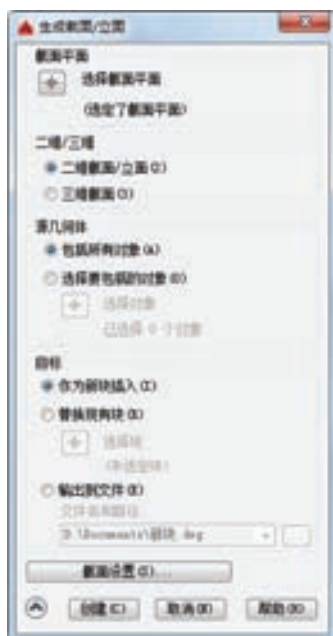 生成截面/立面
截面平面
选择截面平面
(选定了截面平面)
二维/三维
二维截面/立面(2)
三维截面(3)
源几何体
包括所有对象(A)
选择要包括的对象(O)
选择对象
已选择 0 个对象
目标
作为新块插入(I)
替换现有块(R)
选择块
(未选定块)
输出到文件(E)
文件名和路径:
D:\Documents\新块.dwg
截面设置(S)...
创建(C)
取消(N)
帮助(H)